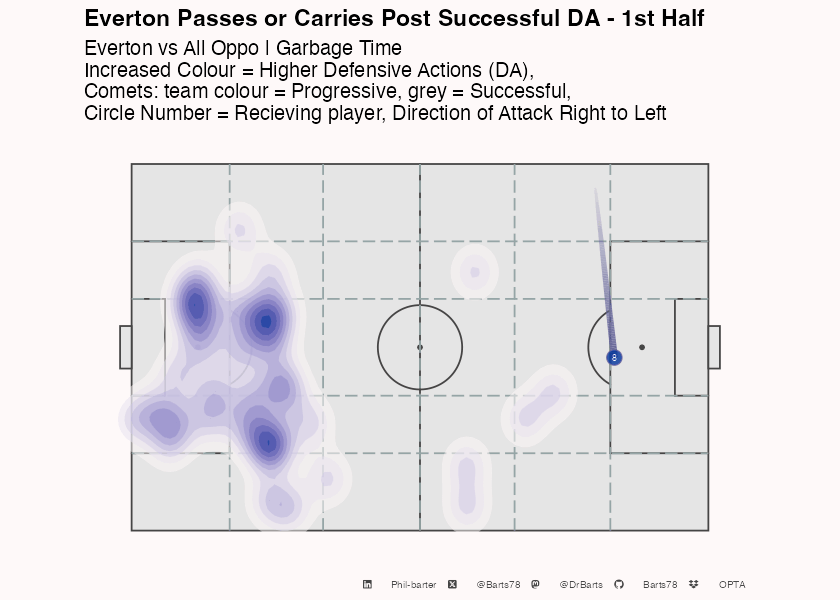 Everton Passes or Carries Post Successful DA - 1st Half
Everton vs All Oppo | Garbage Time
Increased Colour = Higher Defensive Actions (DA),
Comets: team colour = Progressive, grey = Successful,
Circle Number = Recieving player, Direction of Attack Right to Left
8
Phil-barter @Barts78 @DrBarts Barts78 OPTA